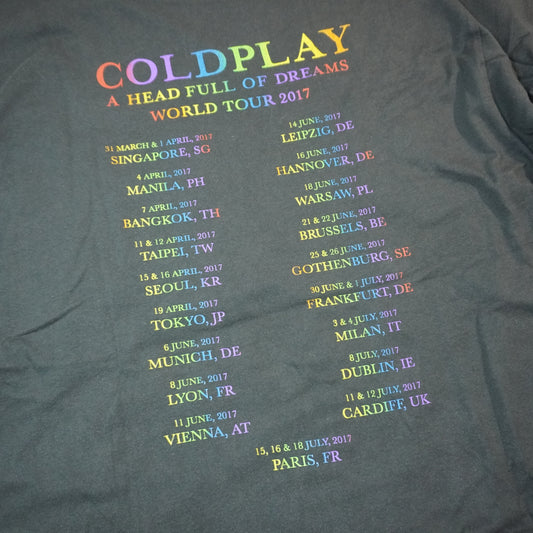 COLDPLAY
A HEAD FULL OF DREAMS
WORLD TOUR 2017
31 MARCH & 1 APRIL, 2017
SINGAPORE, SG
4 APRIL, 2017
MANILA, PH
7 APRIL, 2017
BANGKOK, TH
11 & 12 APRIL, 2017
TAIPEI, TW
15 & 16 APRIL, 2017
SEOUL, KR
19 APRIL, 2017
TOKYO, JP
6 JUNE, 2017
MUNICH, DE
8 JUNE, 2017
LYON, FR
11 JUNE, 2017
VIENNA, AT
14 JUNE, 2017
LEIPZIG, DE
16 JUNE, 2017
HANNOVER, DE
18 JUNE, 2017
WARSAW, PL
21 & 22 JUNE, 2017
BRUSSELS, BE
25 & 26 JUNE, 2017
GOTHENBURG, SE
30 JUNE & 1 JULY, 2017
FRANKFURT, DE
3 & 4 JULY, 2017
MILAN, IT
8 JULY, 2017
DUBLIN, IE
11 & 12 JULY, 2017
CARDIFF, UK
15, 16 & 18 JULY, 2017
PARIS, FR